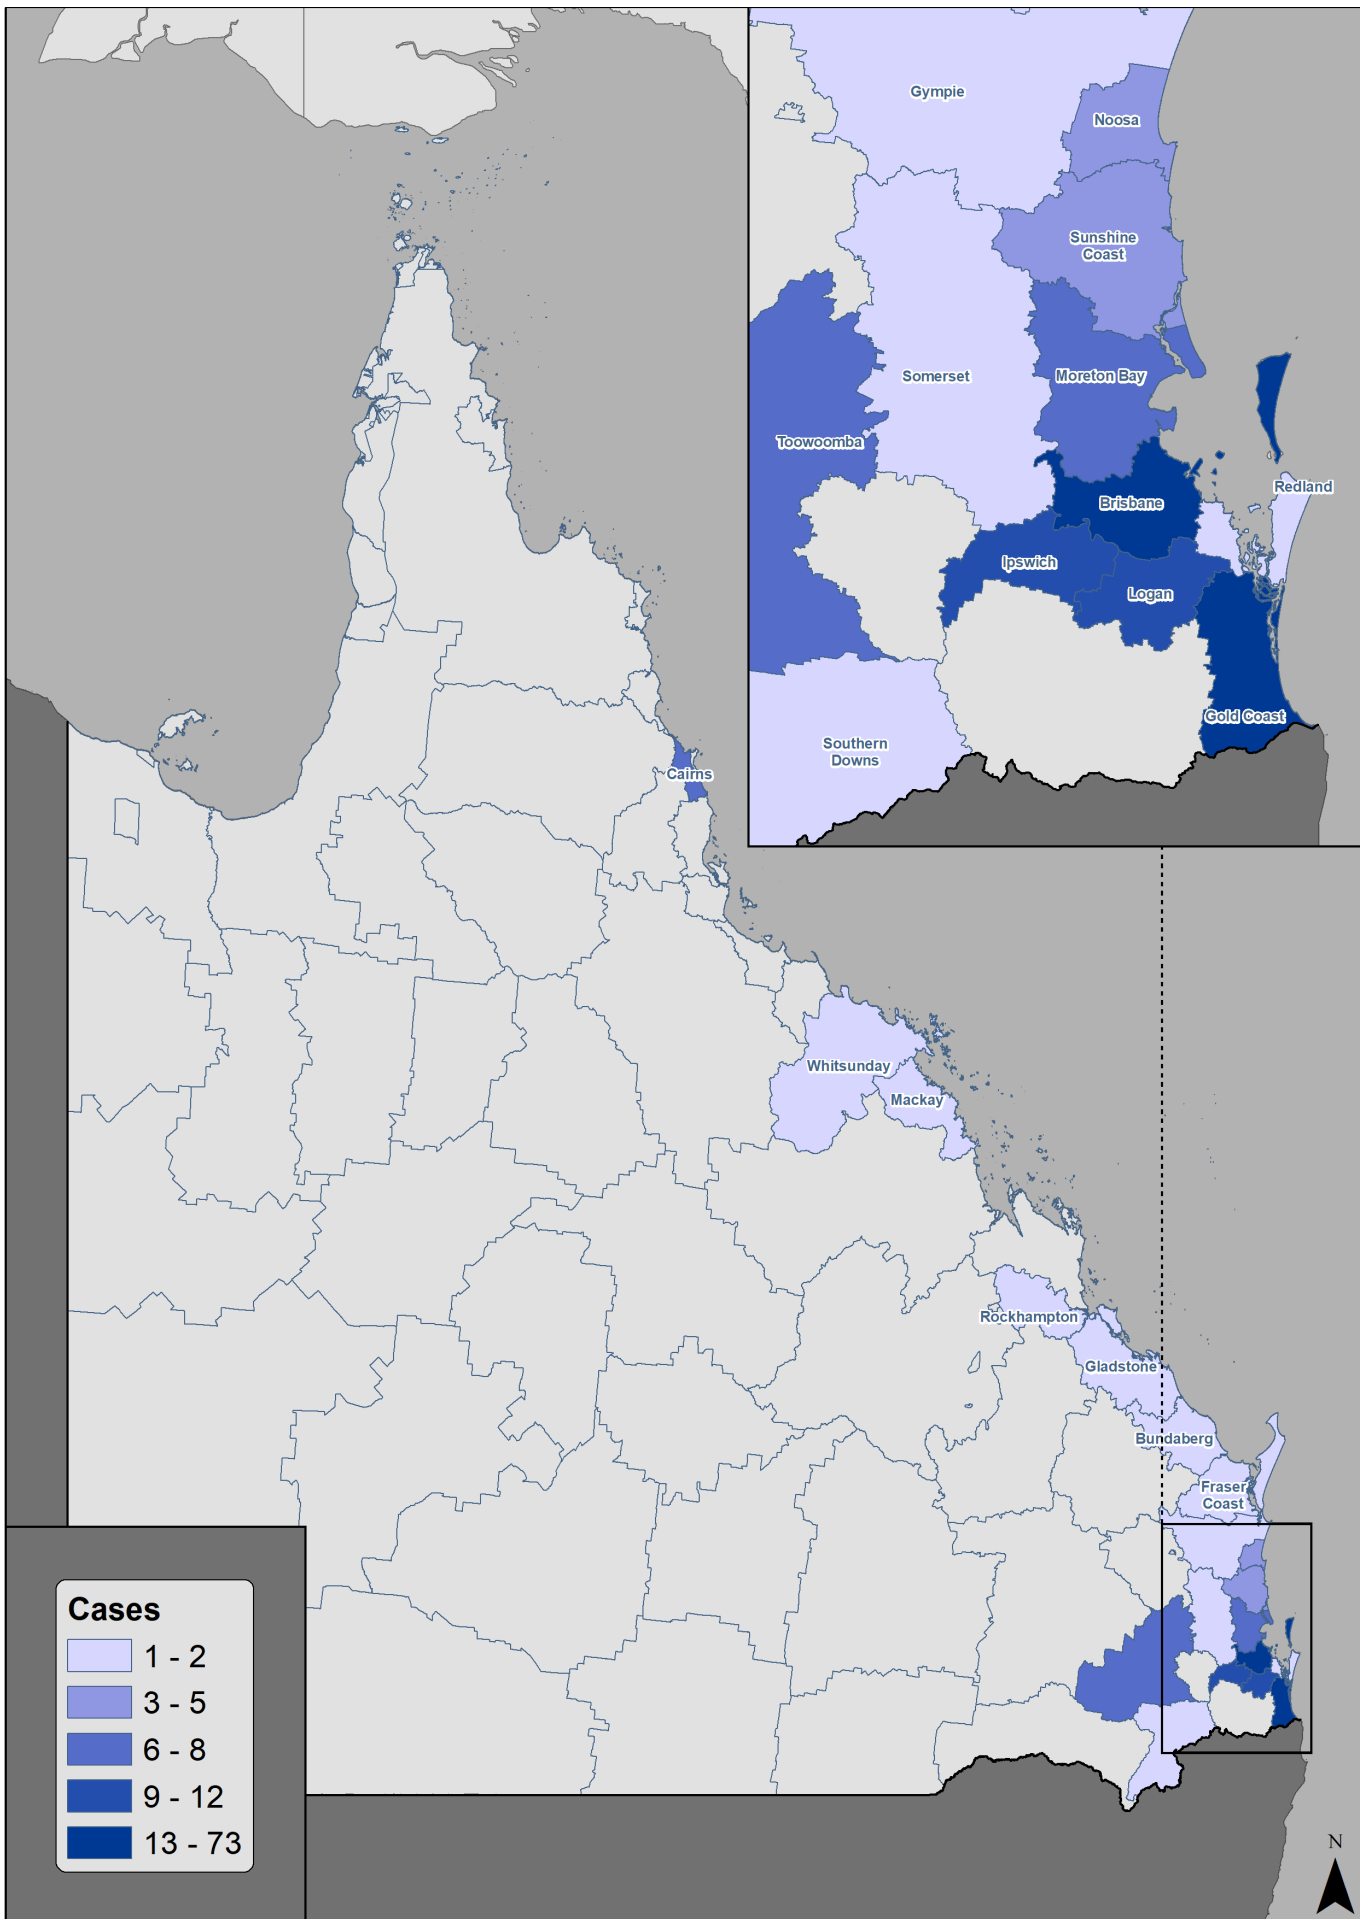 Gympie
Noosa
Sunshine
Coast
Somerset
Moreton Bay
Toowoomba
Redland
Brisbane
Ipswich
Logan
Gold Coast
Southern
Downs
Cairns
Whitsunday
Mackay
Rockhampton
Gladstone
Bundaberg
Fraser
Coast
Cases
1 - 2
3 - 5
6 - 8
9 - 12
13 - 73
N